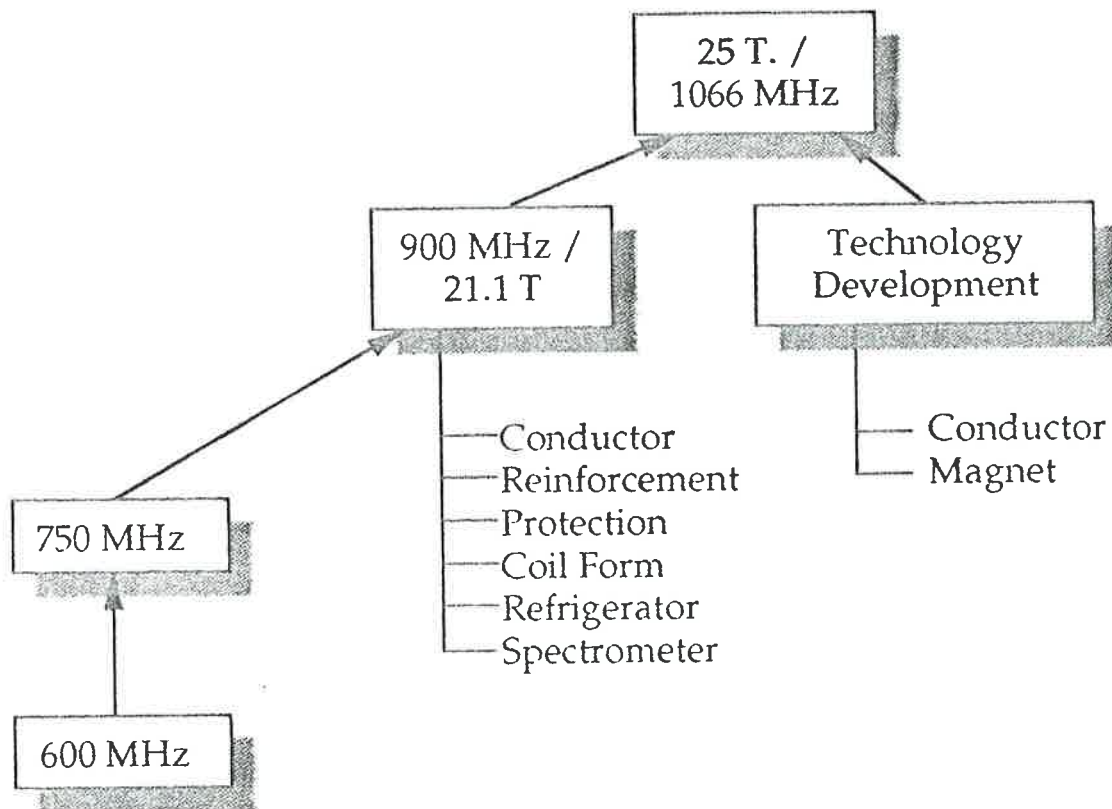 25 T. /
1066 MHz
900 MHz /
21.1 T
Technology
Development
Conductor
Reinforcement
Protection
Coil Form
Refrigerator
Spectrometer
Conductor
Magnet
750 MHz
600 MHz